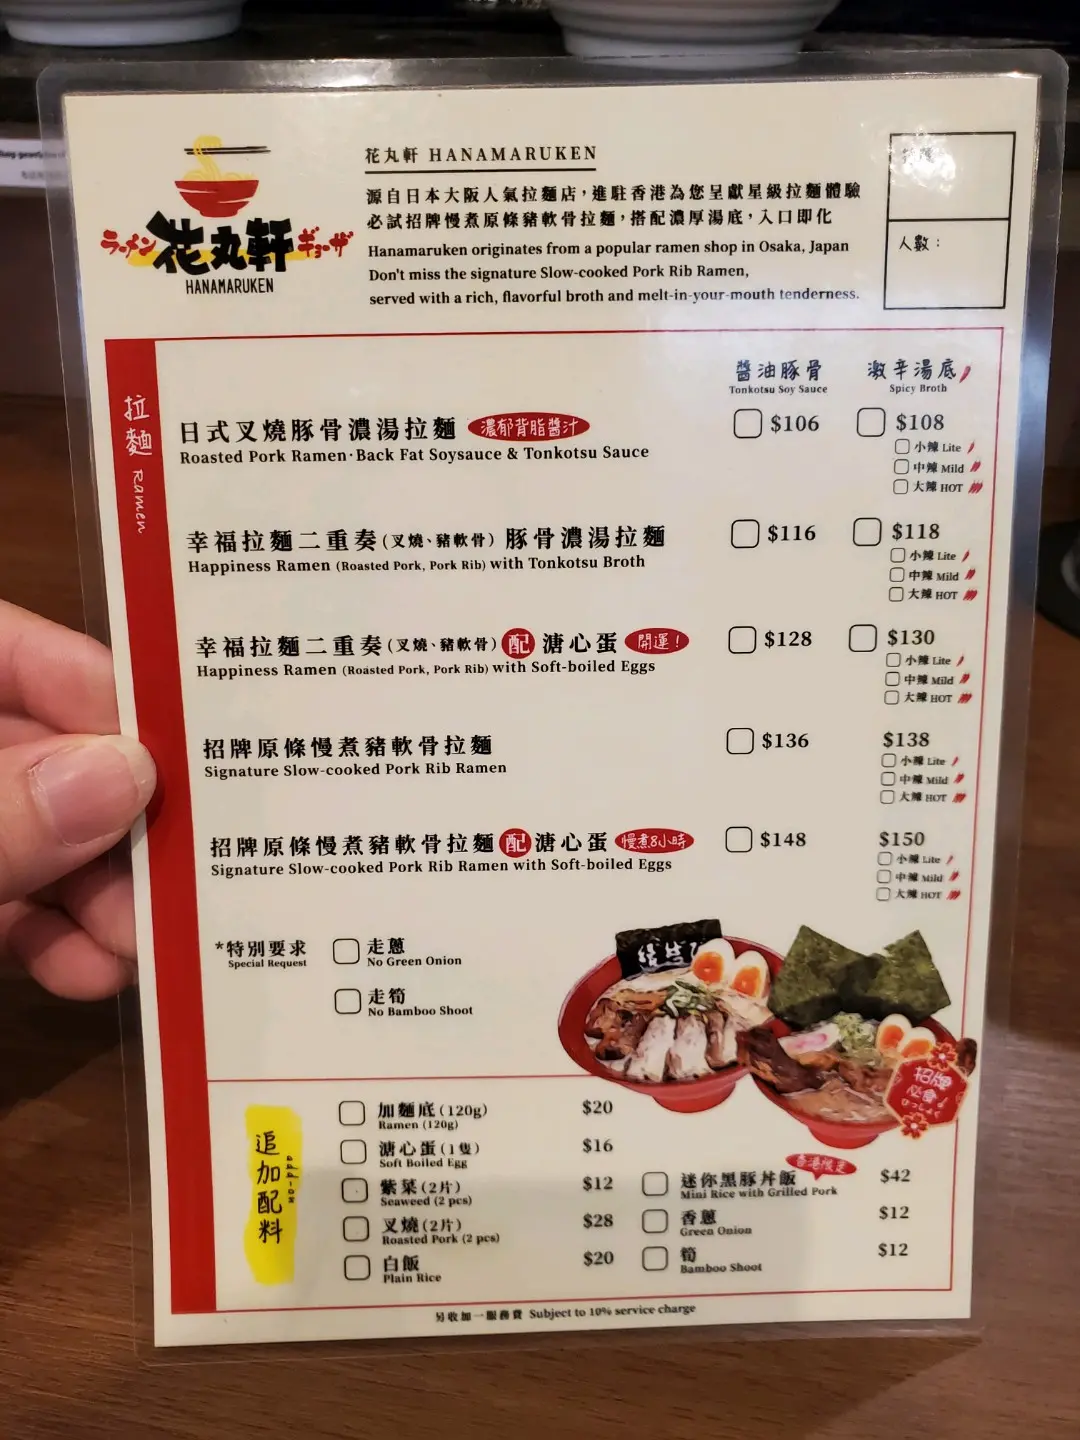 花丸軒 HANAMARUKEN
源自日本大阪人氣拉麵店，進駐香港為您呈獻星級拉麵體驗
必試招牌慢煮原條豬軟骨拉麵，搭配濃厚湯底，入口即化
Hanamaruken originates from a popular ramen shop in Osaka, Japan
Don't miss the signature Slow-cooked Pork Rib Ramen,
served with a rich, flavorful broth and melt-in-your-mouth tenderness.
ラーメン 花丸軒 ギョーザ
HANAMARUKEN
人數：
拉麵 Ramen
醬油豚骨 激辛湯底
Tonkotsu Soy Sauce Spicy Broth
日式叉燒豚骨濃湯拉麵 濃郁背脂醬汁 $106 $108
Roasted Pork Ramen·Back Fat Soysauce & Tonkotsu Sauce
小辣 Lite
中辣 Mild
大辣 HOT
幸福拉麵二重奏(叉燒、豬軟骨) 豚骨濃湯拉麵 $116 $118
Happiness Ramen (Roasted Pork, Pork Rib) with Tonkotsu Broth
小辣 Lite
中辣 Mild
大辣 HOT
幸福拉麵二重奏(叉燒、豬軟骨) 配 溏心蛋 開運！ $128 $130
Happiness Ramen (Roasted Pork, Pork Rib) with Soft-boiled Eggs
小辣 Lite
中辣 Mild
大辣 HOT
招牌原條慢煮豬軟骨拉麵 $136 $138
Signature Slow-cooked Pork Rib Ramen
小辣 Lite
中辣 Mild
大辣 HOT
招牌原條慢煮豬軟骨拉麵 配 溏心蛋 慢煮8小時 $148 $150
Signature Slow-cooked Pork Rib Ramen with Soft-boiled Eggs
小辣 Lite
中辣 Mild
大辣 HOT
*特別要求
Special Request
走蔥
No Green Onion
走筍
No Bamboo Shoot
招牌
必食！
追加配料
加麵底(120g) $20
Ramen (120g)
溏心蛋(1隻) $16
Soft Boiled Egg
紫菜(2片) $12
Seaweed (2 pcs)
叉燒(2片) $28
Roasted Pork (2 pcs)
白飯 $20
Plain Rice
香港限定
迷你黑豚丼飯 $42
Mini Rice with Grilled Pork
香蔥 $12
Green Onion
筍 $12
Bamboo Shoot
另收加一服務費 Subject to 10% service charge